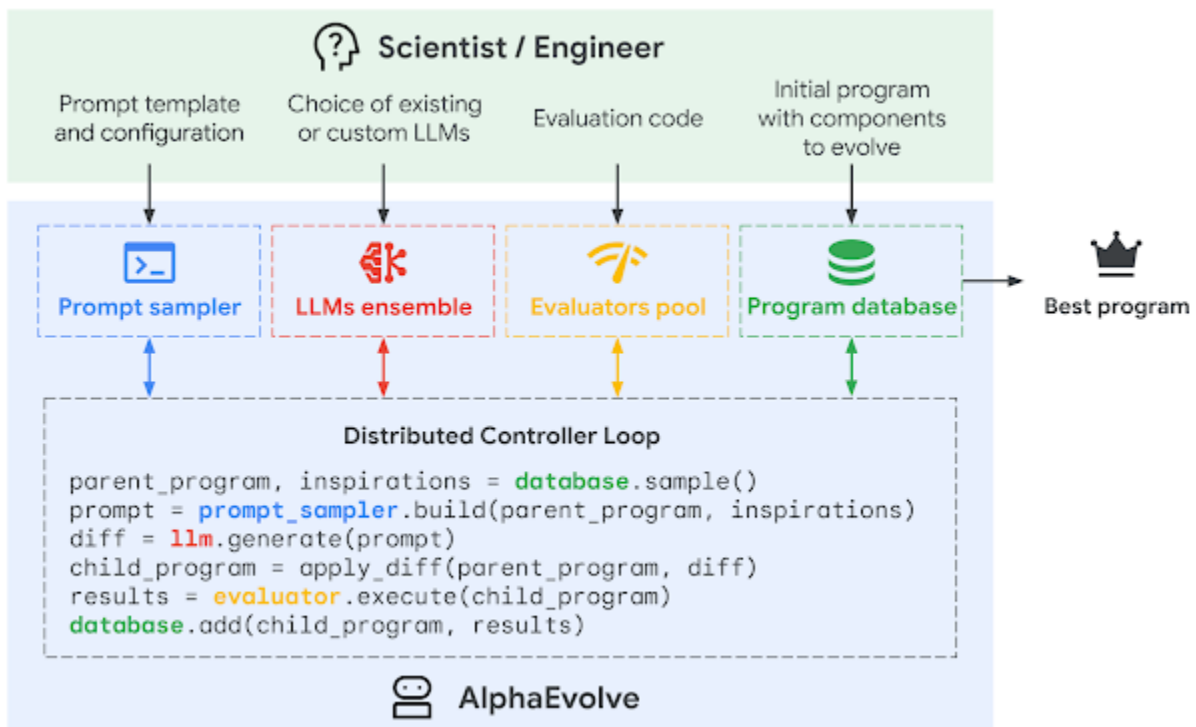 Scientist / Engineer
Prompt template
and configuration
Choice of existing
or custom LLMs
Evaluation code
Initial program
with components
to evolve
Prompt sampler
LLMs ensemble
Evaluators pool
Program database
Best program
Distributed Controller Loop
parent_program, inspirations = database.sample()
prompt = prompt_sampler.build(parent_program, inspirations)
diff = llm.generate(prompt)
child_program = apply_diff(parent_program, diff)
results = evaluator.execute(child_program)
database.add(child_program, results)
AlphaEvolve